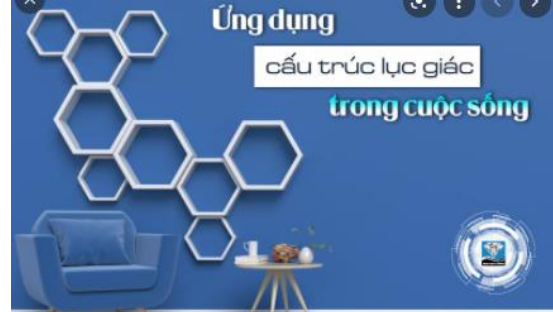 Ứng dụng
cấu trúc lục giác
trong cuộc sống